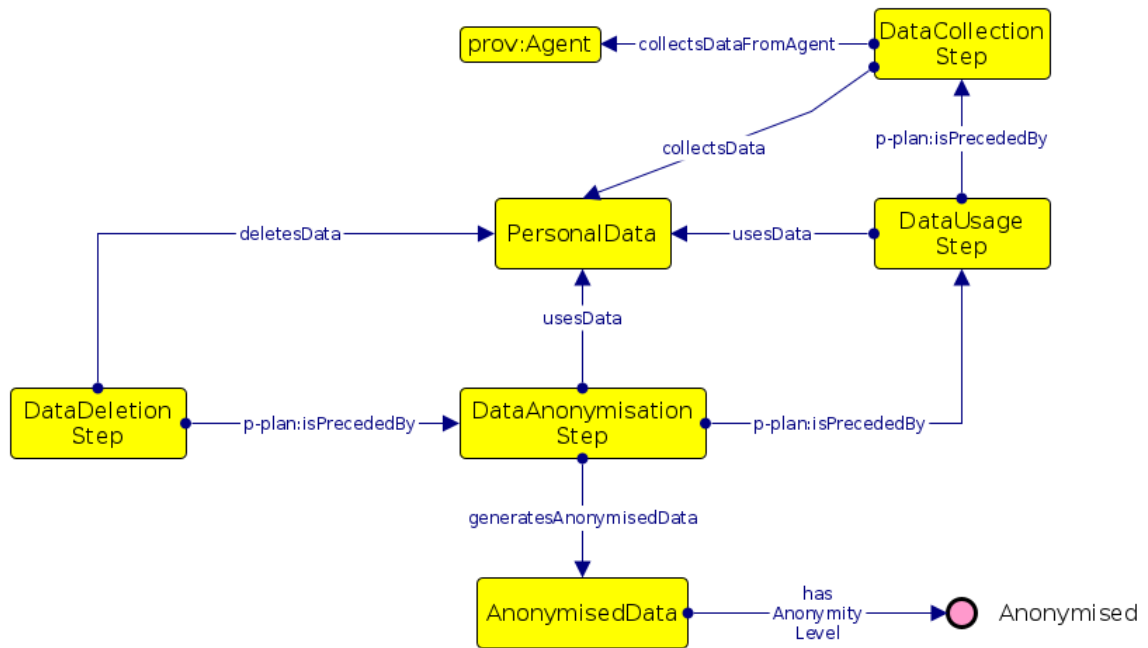 prov:Agent
collectsDataFromAgent
DataCollection
Step
collectsData
p-plan:isPrecededBy
deletesData
PersonalData
usesData
DataUsage
Step
usesData
DataDeletion
Step
p-plan:isPrecededBy
DataAnonymisation
Step
p-plan:isPrecededBy
generatesAnonymisedData
AnonymisedData
has
Anonymity
Level
Anonymised